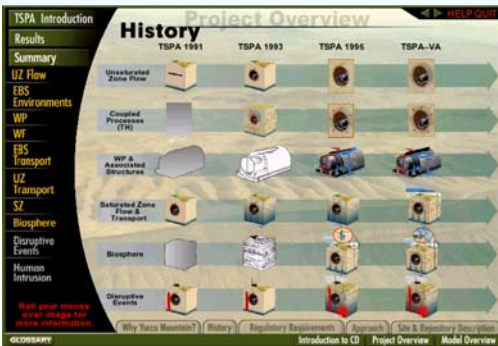 Project Overview
HELP QUIT
History
TSPA Introduction
Results
Summary
UZ Flow
EBS
Environments
WP
WF
EBS
Transport
UZ
Transport
SZ
Biosphere
Disruptive
Events
Human
Intrusion
Roll your mouse
over image for
more information.
GLOSSARY
TSPA 1991 TSPA 1993 TSPA 1995 TSPA-VA
Unsaturated
Zone Flow
Coupled
Processes
(TH)
WP &
Associated
Structures
Saturated Zone
Flow &
Transport
Biosphere
Disruptive
Events
Why Yucca Mountain? History Regulatory Requirements Approach Site & Repository Description
Introduction to CD Project Overview Model Overview